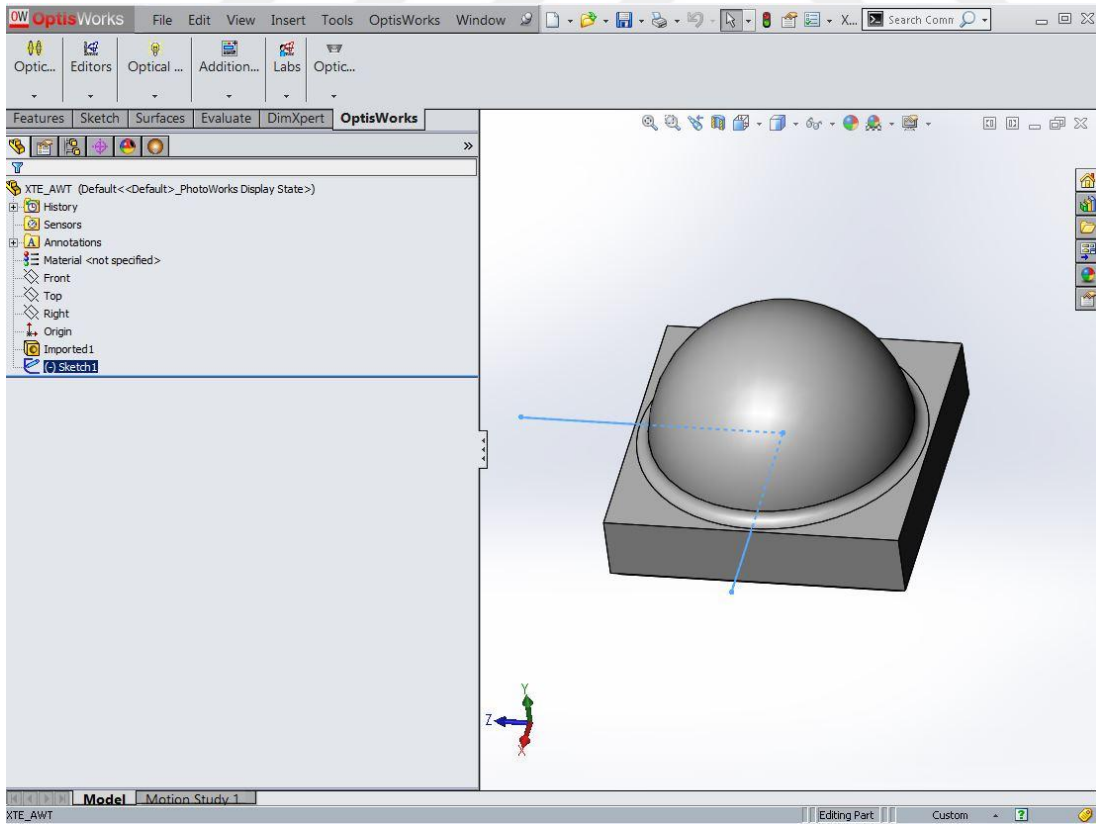 OW OptisWorks File Edit View Insert Tools OptisWorks Window X... Search Comn
Optic... Editors Optical ... Addition... Labs Optic...
Features Sketch Surfaces Evaluate DimXpert OptisWorks
XTE_AWT (Default<<Default>_PhotoWorks Display State>)
History
Sensors
A Annotations
Material <not specified>
Front
Top
Right
Origin
Imported1
(-) Sketch1
Y
Z
X
Model Motion Study 1
XTE_AWT Editing Part Custom ?